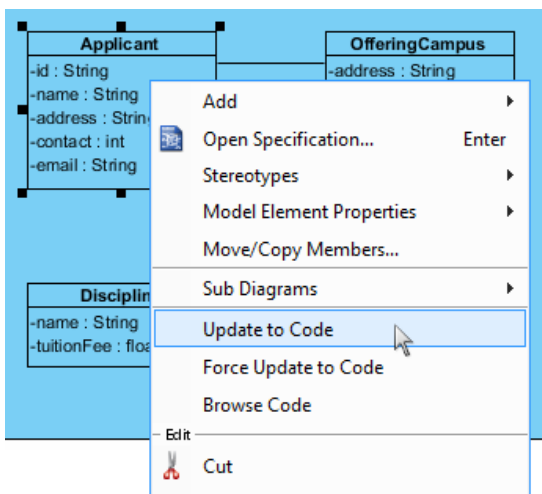 Applicant
-id : String
-name : String
-address : Strin
-contact : int
-email : String
OfferingCampus
-address : String
Disciplin
-name : String
-tuitionFee : floa
Add
Open Specification... Enter
Stereotypes
Model Element Properties
Move/Copy Members...
Sub Diagrams
Update to Code
Force Update to Code
Browse Code
Edit
Cut